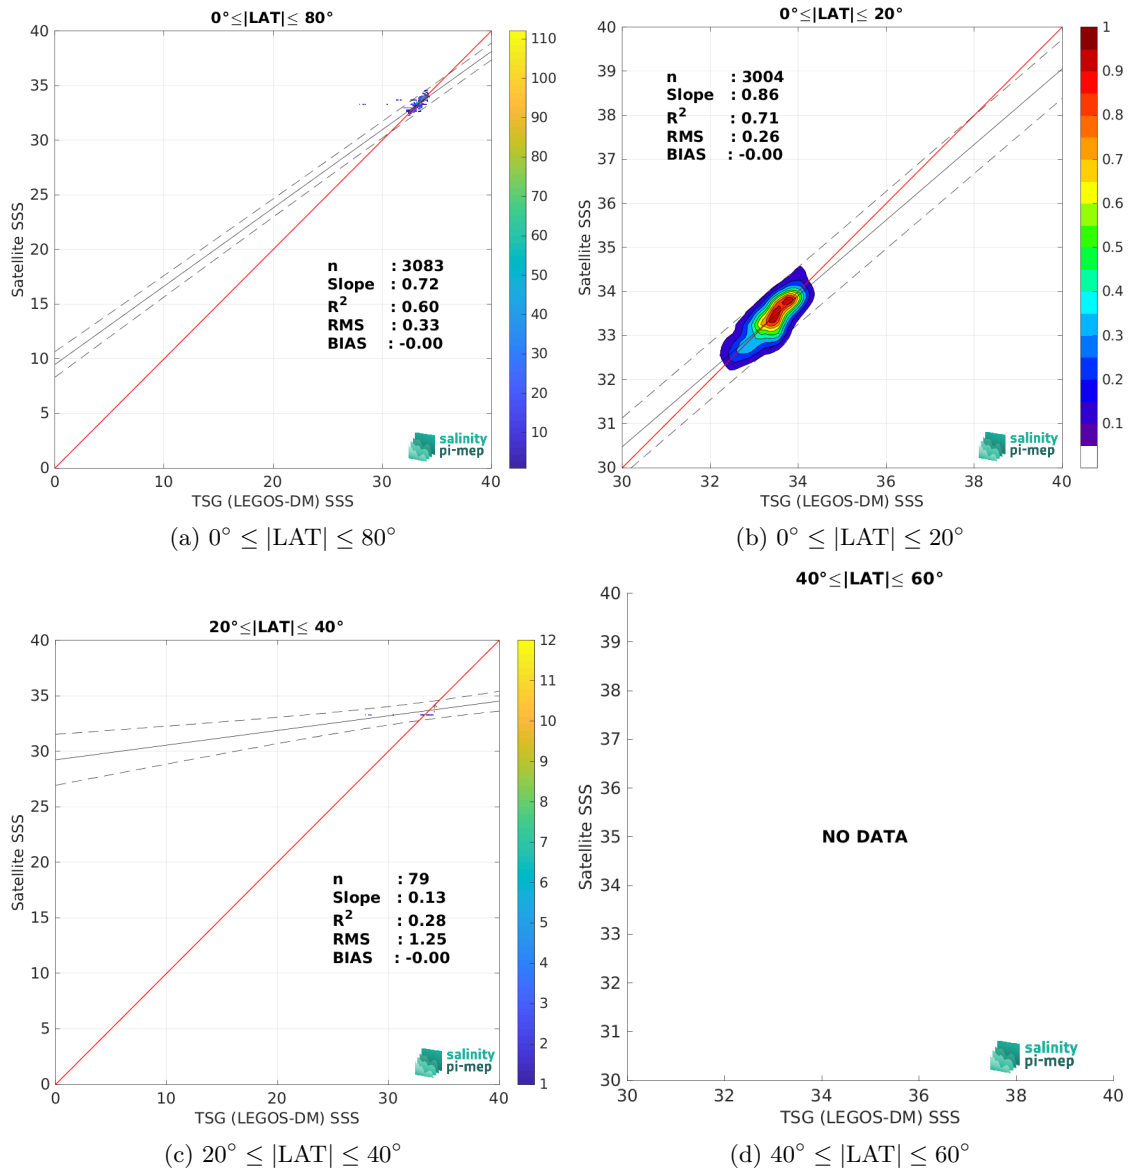 0°≤|LAT|≤ 80°
40
35
30
25
20
15
10
5
0
0
10
20
30
40
Satellite SSS
TSG (LEGOS-DM) SSS
n : 3083
Slope : 0.72
R² : 0.60
RMS : 0.33
BIAS : -0.00
110
100
90
80
70
60
50
40
30
20
10
salinity
pi-mep
(a) 0° ≤ |LAT| ≤ 80°
0°≤|LAT|≤ 20°
40
39
38
37
36
35
34
33
32
31
30
30
32
34
36
38
40
Satellite SSS
TSG (LEGOS-DM) SSS
n : 3004
Slope : 0.86
R² : 0.71
RMS : 0.26
BIAS : -0.00
1
0.9
0.8
0.7
0.6
0.5
0.4
0.3
0.2
0.1
salinity
pi-mep
(b) 0° ≤ |LAT| ≤ 20°
20°≤|LAT|≤ 40°
40
35
30
25
20
15
10
5
0
0
10
20
30
40
Satellite SSS
TSG (LEGOS-DM) SSS
n : 79
Slope : 0.13
R² : 0.28
RMS : 1.25
BIAS : -0.00
12
11
10
9
8
7
6
5
4
3
2
1
salinity
pi-mep
(c) 20° ≤ |LAT| ≤ 40°
40°≤|LAT|≤ 60°
40
39
38
37
36
35
34
33
32
31
30
30
32
34
36
38
40
Satellite SSS
TSG (LEGOS-DM) SSS
NO DATA
salinity
pi-mep
(d) 40° ≤ |LAT| ≤ 60°